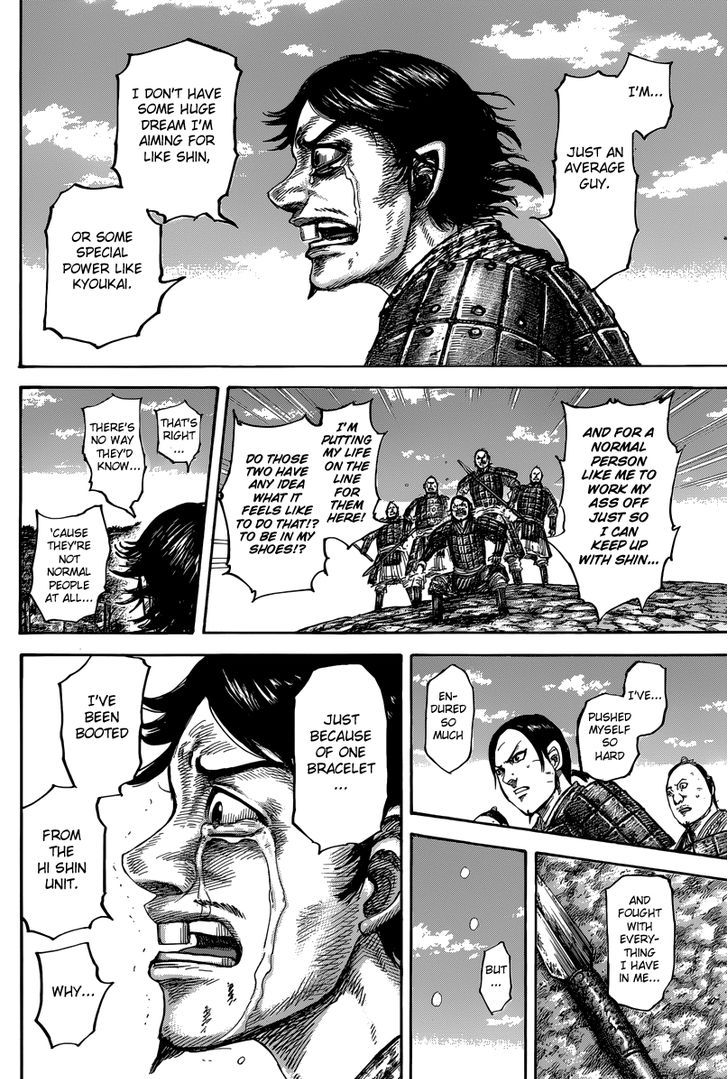 I'M...
JUST AN
AVERAGE
GUY.
I DON'T HAVE
SOME HUGE
DREAM I'M
AIMING FOR
LIKE SHIN,
OR SOME
SPECIAL
POWER LIKE
KYOUKAI.
AND FOR A
NORMAL
PERSON
LIKE ME TO
WORK MY
ASS OFF
JUST SO
I CAN
KEEP UP
WITH SHIN...
I'M
PUTTING
MY LIFE
ON THE
LINE
FOR
THEM
HERE!
DO THOSE
TWO HAVE
ANY IDEA
WHAT IT
FEELS LIKE
TO DO THAT!?
TO BE IN MY
SHOES!?
THAT'S
RIGHT
...
THERE'S
NO WAY
THEY'D
KNOW...
'CAUSE
THEY'RE
NOT
NORMAL
PEOPLE
AT ALL...
I'VE...
PUSHED
MYSELF
SO
HARD
EN-
DURED
SO
MUCH
AND
FOUGHT
WITH
EVERY-
THING
I HAVE
IN ME...
BUT
...
JUST
BECAUSE
OF ONE
BRACELET
...
I'VE
BEEN
BOOTED
FROM
THE
HI SHIN
UNIT.
WHY...